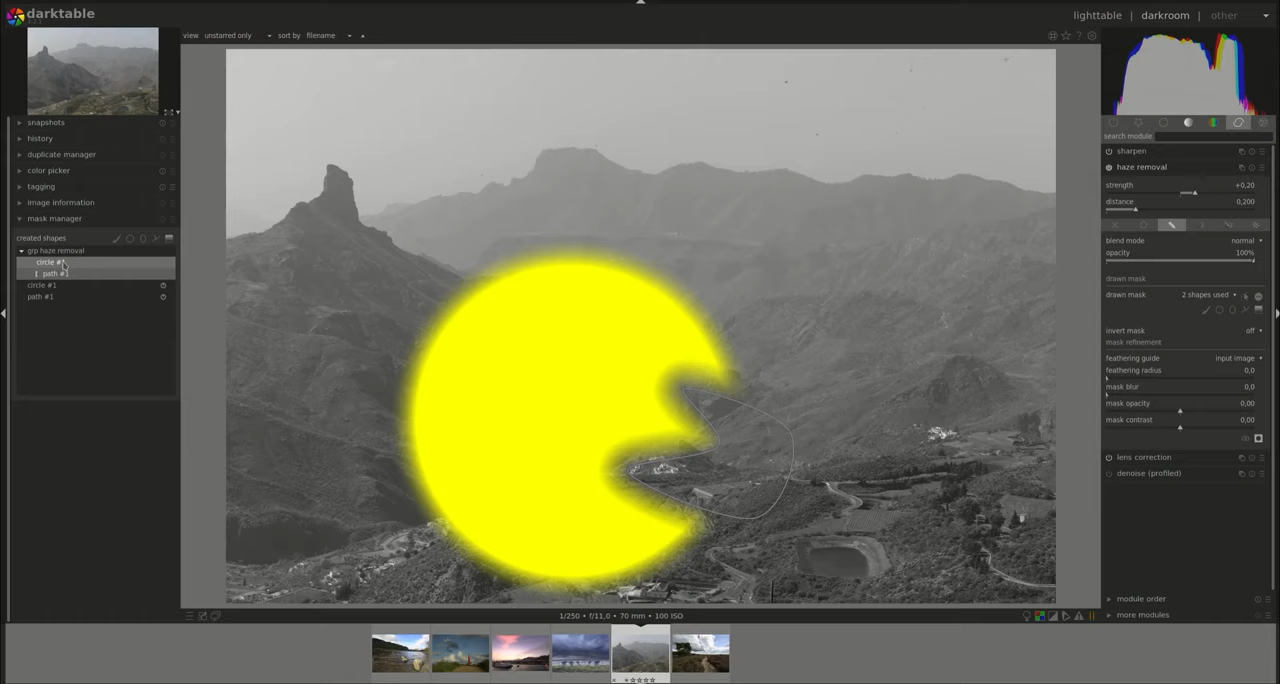 darktable
lighttable | darkroom | other
view unstarred only sort by filename
snapshots
history
duplicate manager
color picker
tagging
image information
mask manager
created shapes
grp haze removal
circle #1
path #1
circle #1
path #1
search module
sharpen
haze removal
strength +0,20
distance 0,200
blend mode normal
opacity 100%
drawn mask
drawn mask 2 shapes used
invert mask off
mask refinement
feathering guide input image
feathering radius 0,0
mask blur 0,0
mask opacity 0,00
mask contrast 0,00
lens correction
denoise (profiled)
module order
more modules
1/250 • f/11,0 • 70 mm • 100 ISO